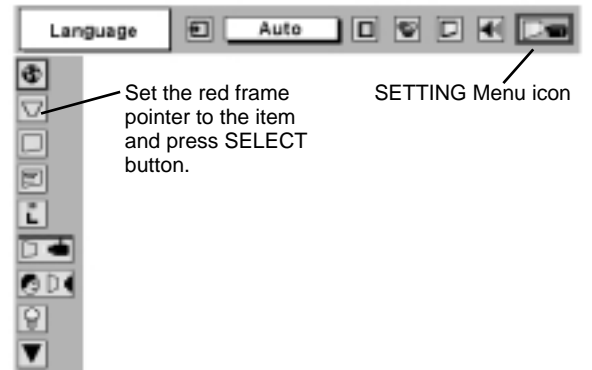 Language
Auto
Set the red frame
pointer to the item
and press SELECT
button.
SETTING Menu icon